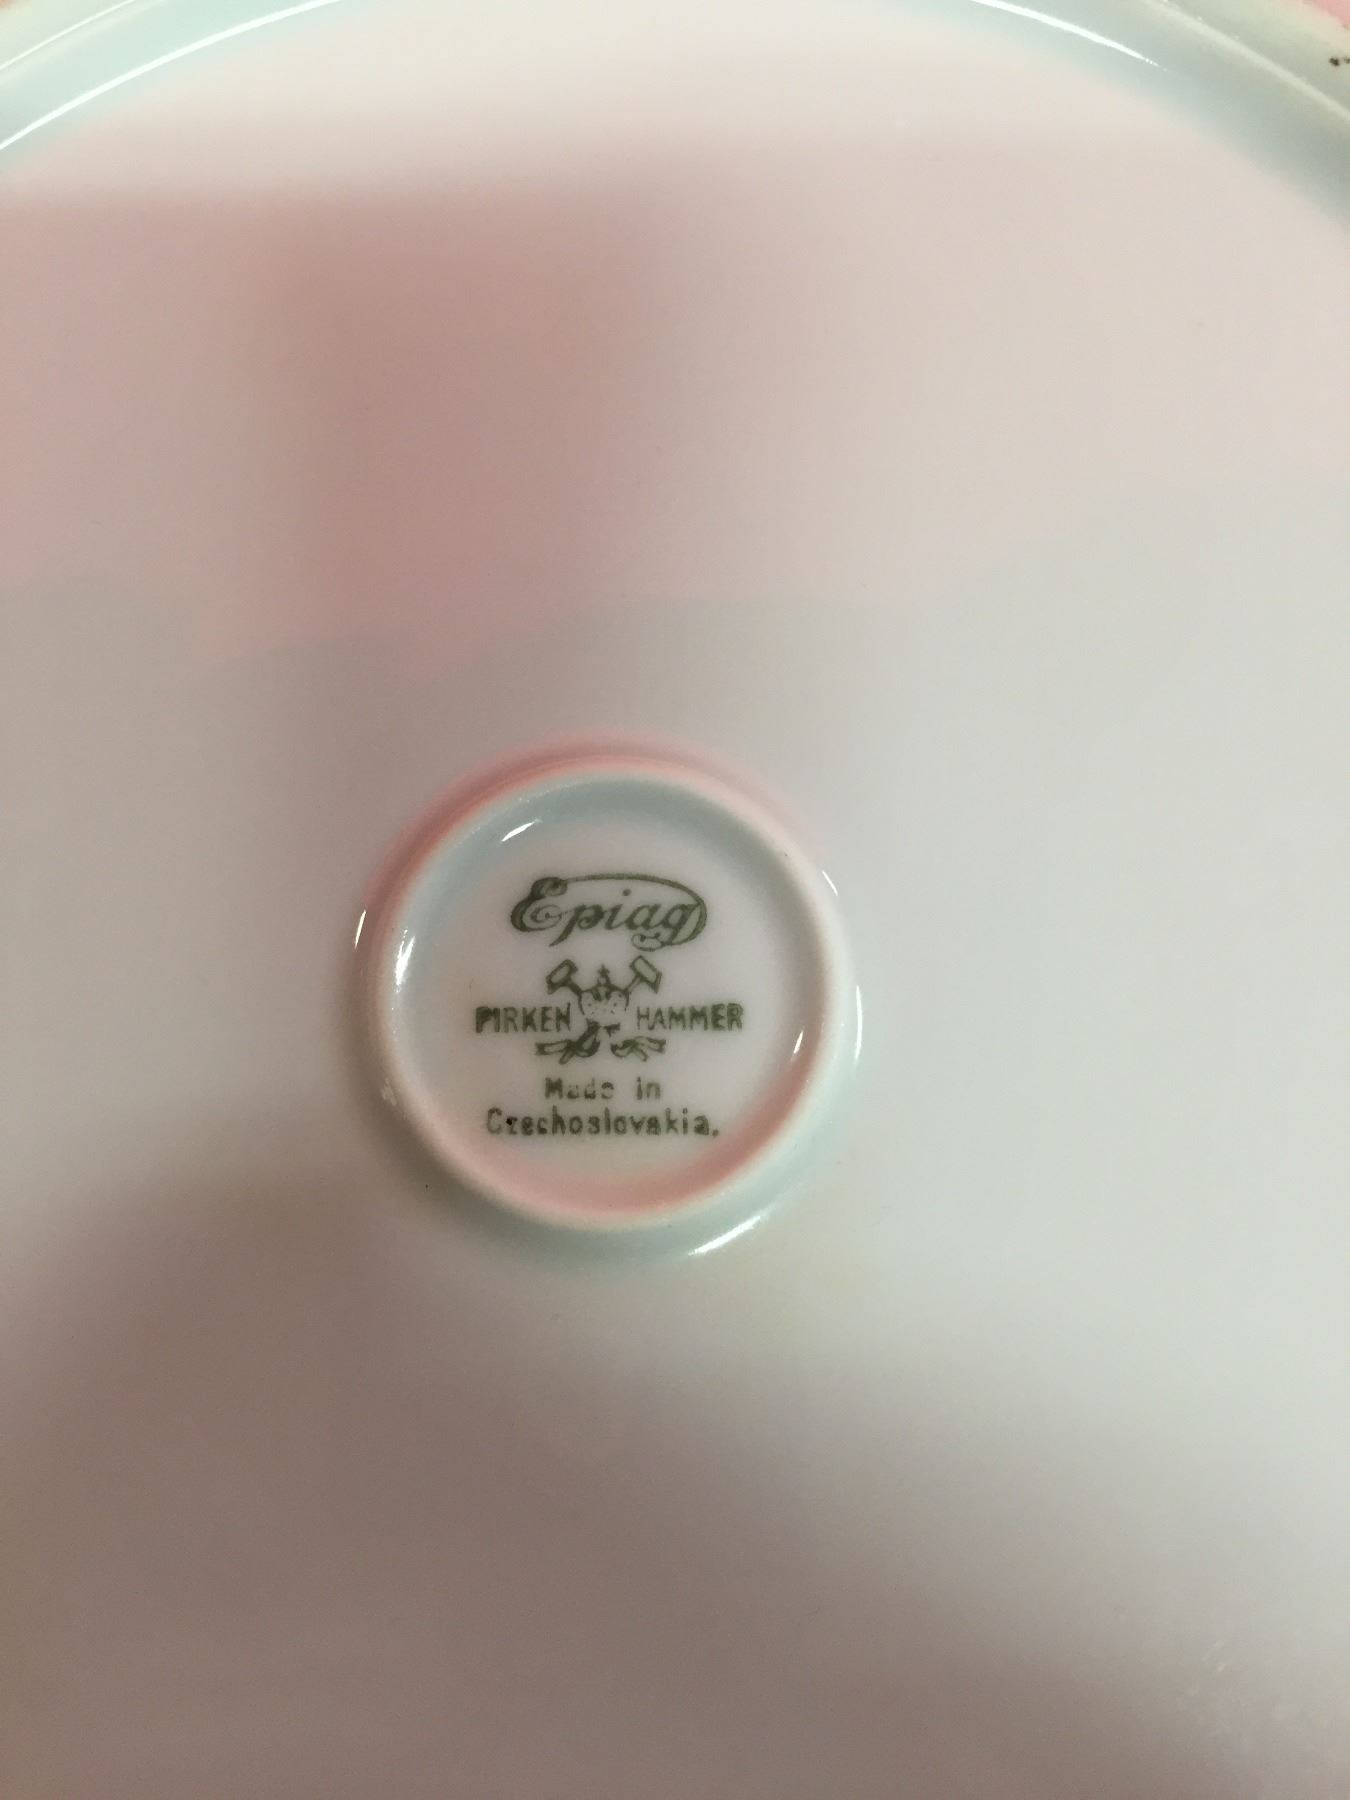 Epiag
PIRKEN HAMMER
Made in
Czechoslovakia.